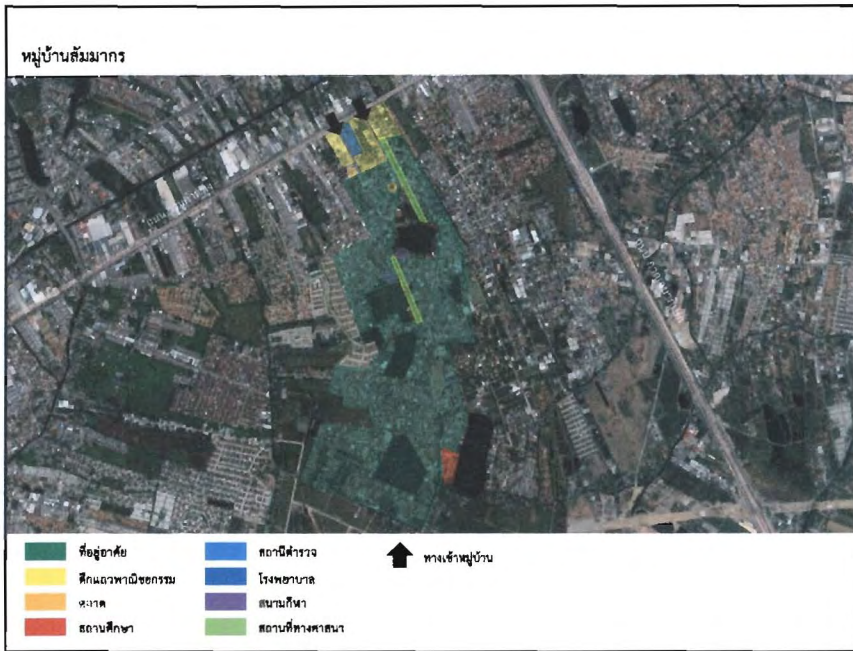 หมู่บ้านสัมมากร
ที่อยู่อาศัย
ตึกแถวพาณิชยกรรม
ตลาด
สถานศึกษา
สถานีตำรวจ
โรงพยาบาล
สนามกีฬา
สถานที่ทางศาสนา
ทางเข้าหมู่บ้าน